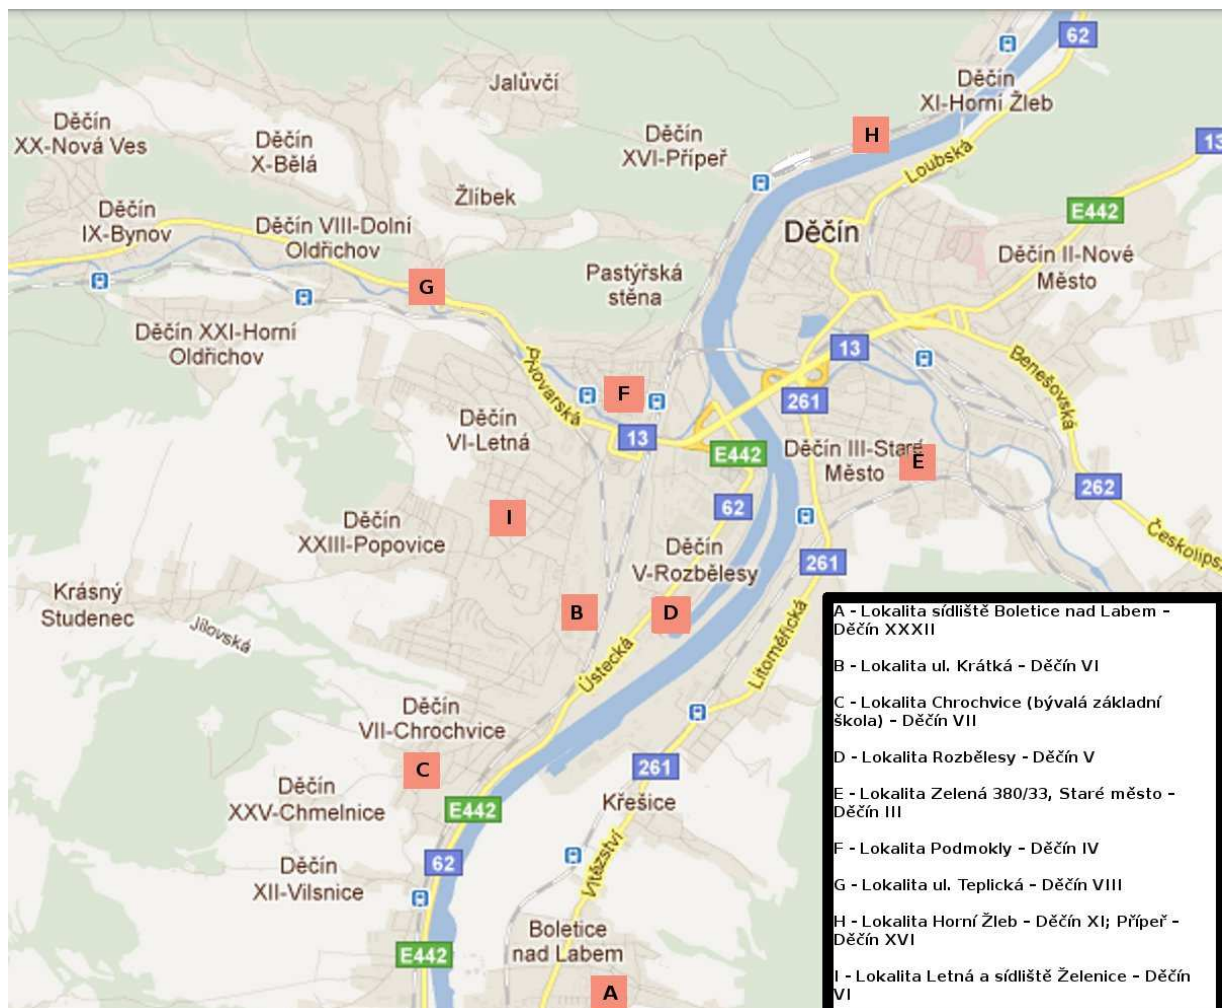 62
Jalůvčí
Děčín
XI-Horní Žleb
Děčín
XX-Nová Ves
Děčín
X-Bělá
Děčín
XVI-Přípeř
H
13
Loubská
Žlíbek
E442
Děčín
IX-Bynov
Děčín VIII-Dolní
Oldřichov
Děčín
Děčín II-Nové
Město
Pastýřská
stěna
G
Děčín XXI-Horní
Oldřichov
13
Pivovarská
Benešovská
F
261
Děčín
VI-Letná
13
E442
Děčín III-Staré
Město
E
262
62
I
Děčín
XXIII-Popovice
Děčín
V-Rozbělesy
261
Českolips
Krásný
Studenec
Jílovská
B
D
Litoměřická
Ústecká
Děčín
VII-Chrochvice
C
261
Děčín
XXV-Chmelnice
E442
Křešice
62
Vítězství
Děčín
XII-Vilsnice
Boletice
nad Labem
E442
A
A - Lokalita sídliště Boletice nad Labem –
Děčín XXXII
B - Lokalita ul. Krátká – Děčín VI
C - Lokalita Chrochvice (bývalá základní
škola) – Děčín VII
D - Lokalita Rozbělesy - Děčín V
E - Lokalita Zelená 380/33, Staré město –
Děčín III
F - Lokalita Podmokly – Děčín IV
G - Lokalita ul. Teplická - Děčín VIII
H - Lokalita Horní Žleb – Děčín XI; Přípeř –
Děčín XVI
I - Lokalita Letná a sídliště Želenice – Děčín
VI